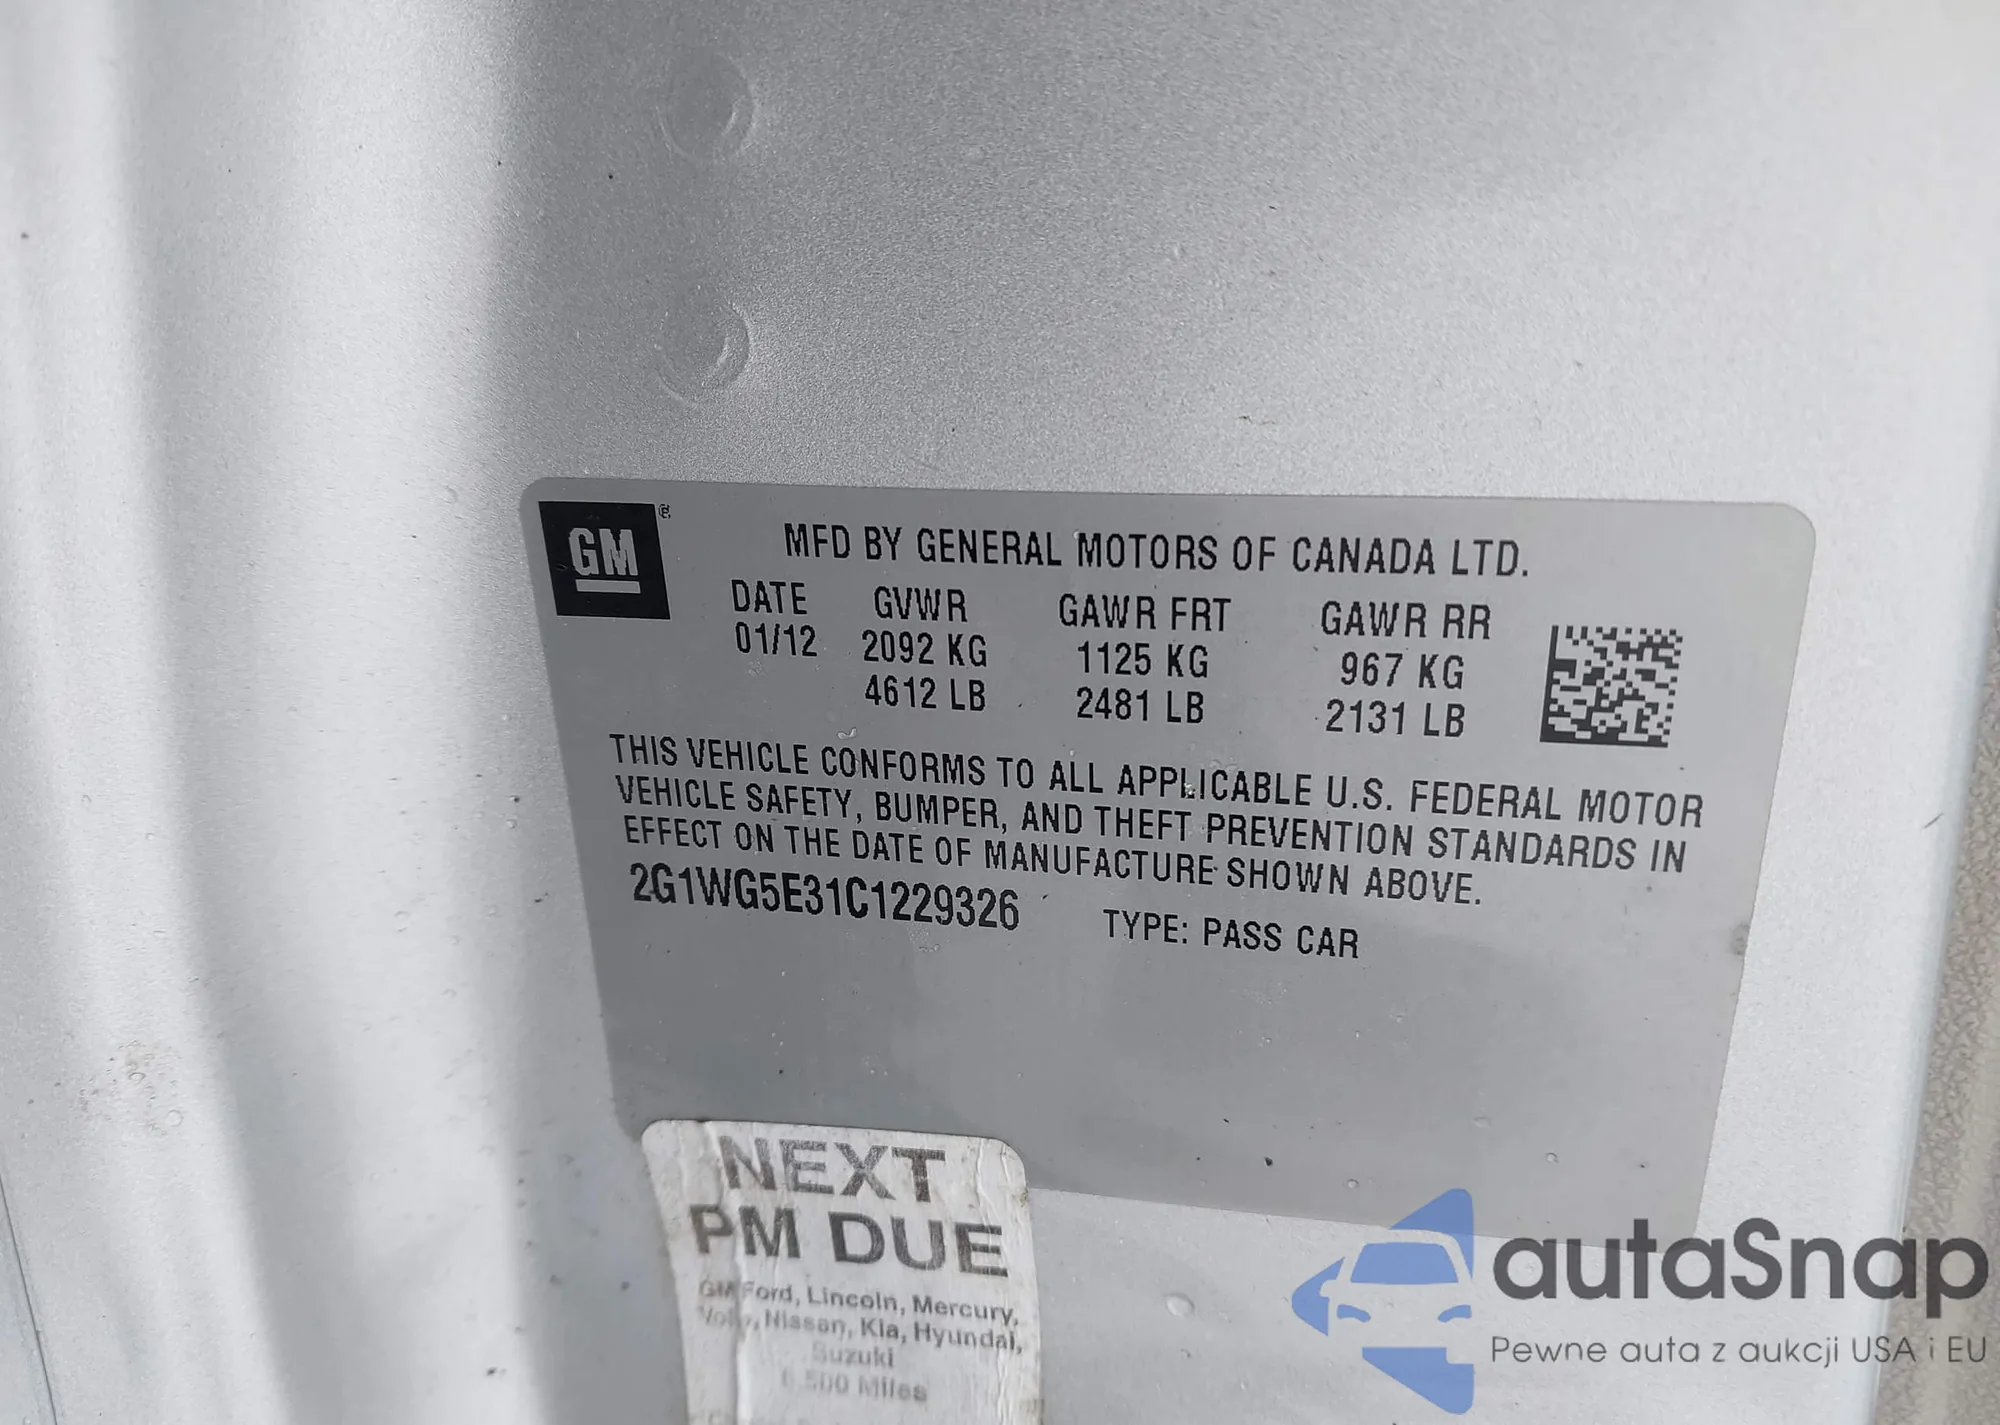 GM
MFD BY GENERAL MOTORS OF CANADA LTD.
DATE GVWR GAWR FRT GAWR RR
01/12 2092 KG 1125 KG 967 KG
4612 LB 2481 LB 2131 LB
THIS VEHICLE CONFORMS TO ALL APPLICABLE U.S. FEDERAL MOTOR
VEHICLE SAFETY, BUMPER, AND THEFT PREVENTION STANDARDS IN
EFFECT ON THE DATE OF MANUFACTURE SHOWN ABOVE.
2G1WG5E31C1229326 TYPE: PASS CAR
NEXT
PM DUE
GM Ford, Lincoln, Mercury,
Nissan, Kia, Hyundai,
Suzuki
Miles
autaSnap
Pewne auta z aukcji USA i EU